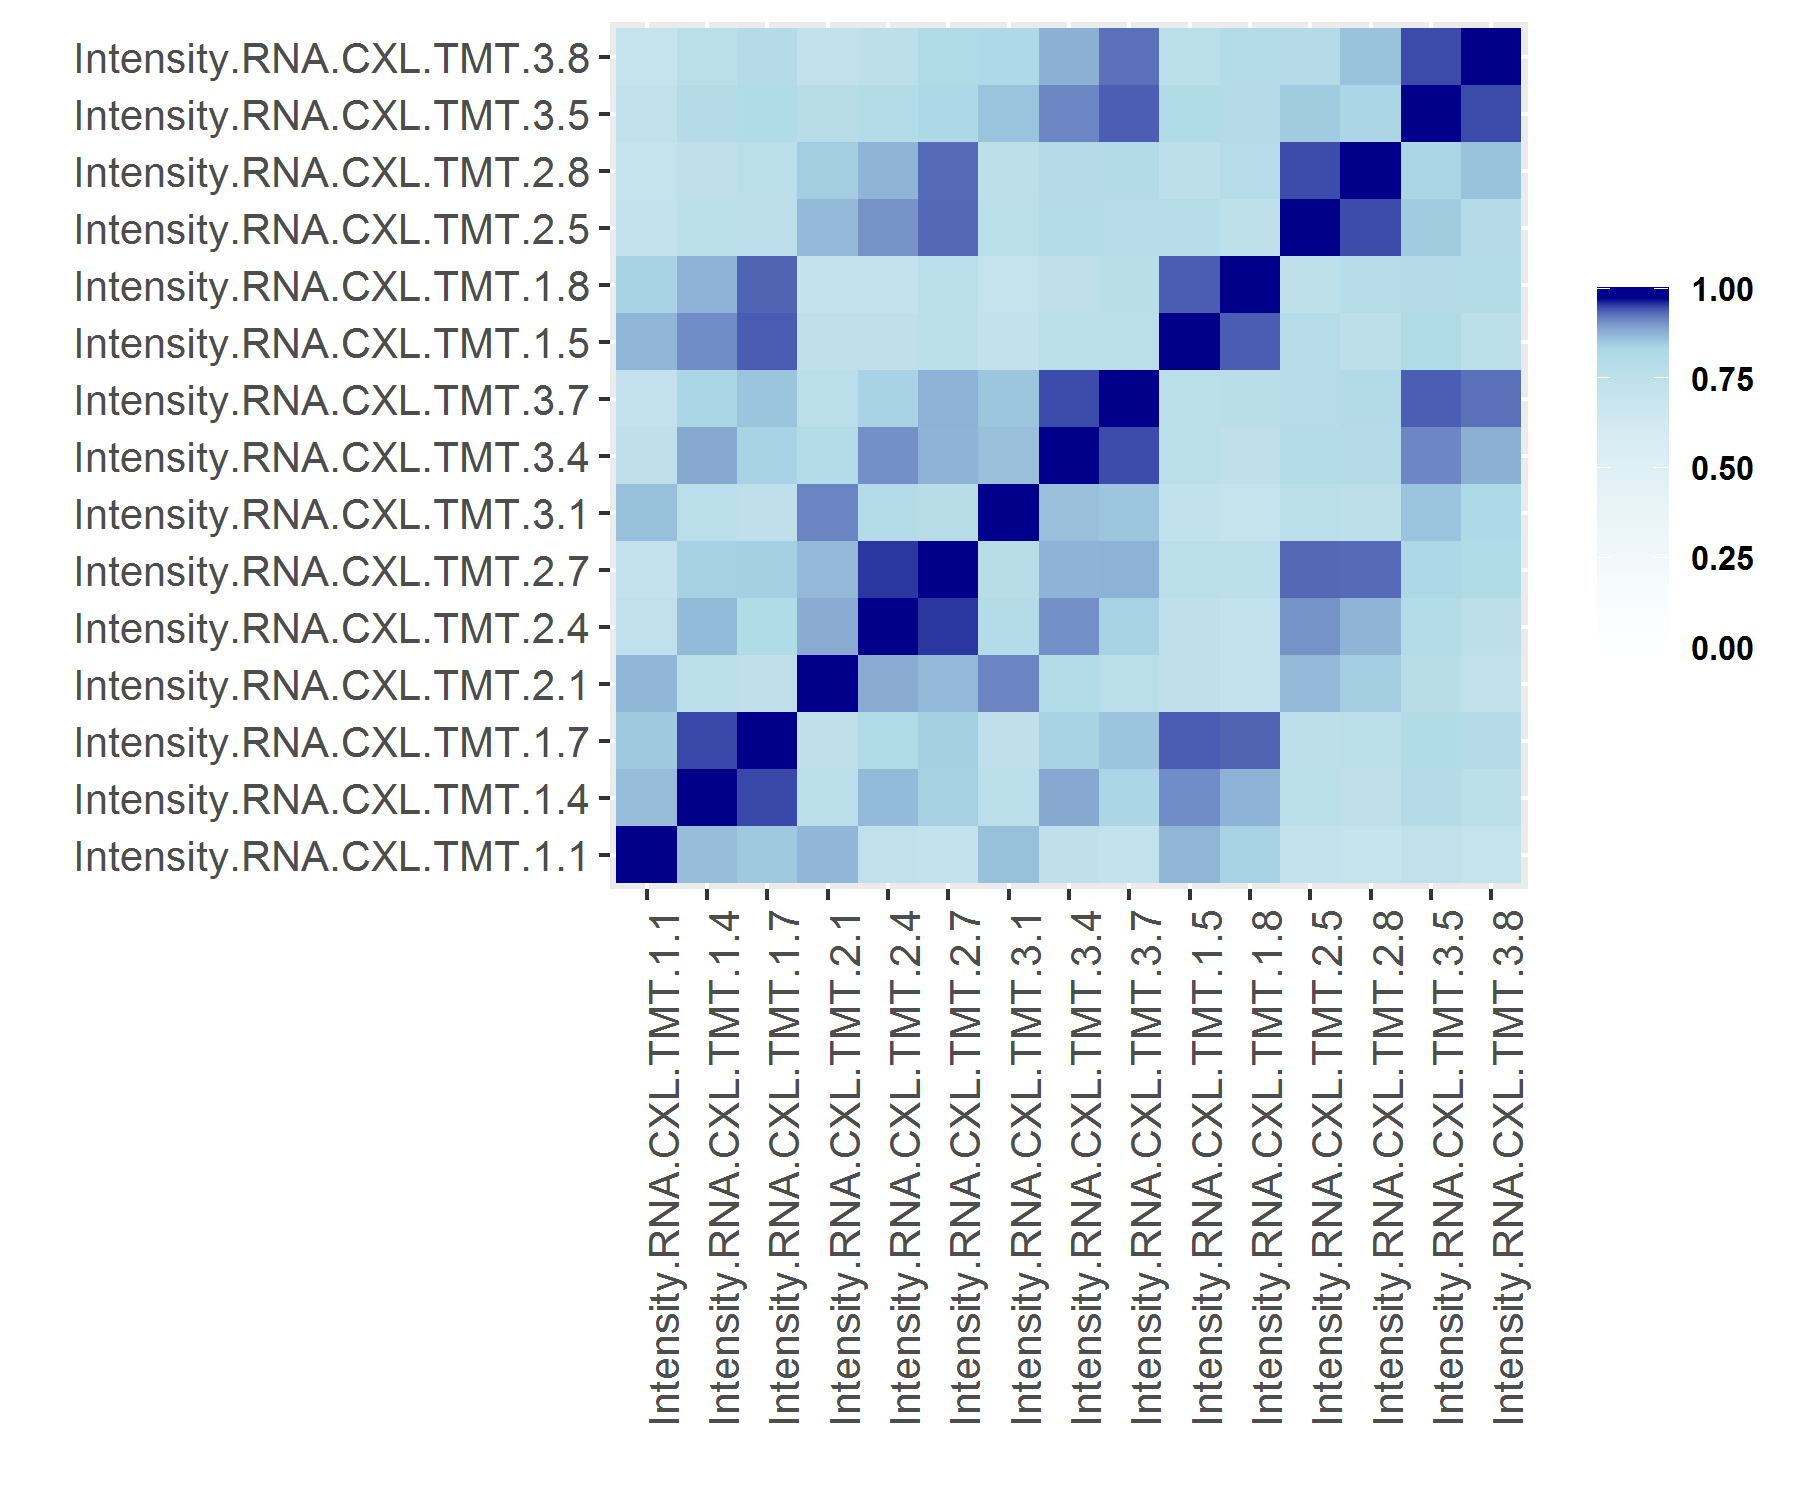 Intensity.RNA.CXL.TMT.3.8
Intensity.RNA.CXL.TMT.3.5
Intensity.RNA.CXL.TMT.2.8
Intensity.RNA.CXL.TMT.2.5
Intensity.RNA.CXL.TMT.1.8
Intensity.RNA.CXL.TMT.1.5
Intensity.RNA.CXL.TMT.3.7
Intensity.RNA.CXL.TMT.3.4
Intensity.RNA.CXL.TMT.3.1
Intensity.RNA.CXL.TMT.2.7
Intensity.RNA.CXL.TMT.2.4
Intensity.RNA.CXL.TMT.2.1
Intensity.RNA.CXL.TMT.1.7
Intensity.RNA.CXL.TMT.1.4
Intensity.RNA.CXL.TMT.1.1
Intensity.RNA.CXL.TMT.1.1
Intensity.RNA.CXL.TMT.1.4
Intensity.RNA.CXL.TMT.1.7
Intensity.RNA.CXL.TMT.2.1
Intensity.RNA.CXL.TMT.2.4
Intensity.RNA.CXL.TMT.2.7
Intensity.RNA.CXL.TMT.3.1
Intensity.RNA.CXL.TMT.3.4
Intensity.RNA.CXL.TMT.3.7
Intensity.RNA.CXL.TMT.1.5
Intensity.RNA.CXL.TMT.1.8
Intensity.RNA.CXL.TMT.2.5
Intensity.RNA.CXL.TMT.2.8
Intensity.RNA.CXL.TMT.3.5
Intensity.RNA.CXL.TMT.3.8
1.00
0.75
0.50
0.25
0.00